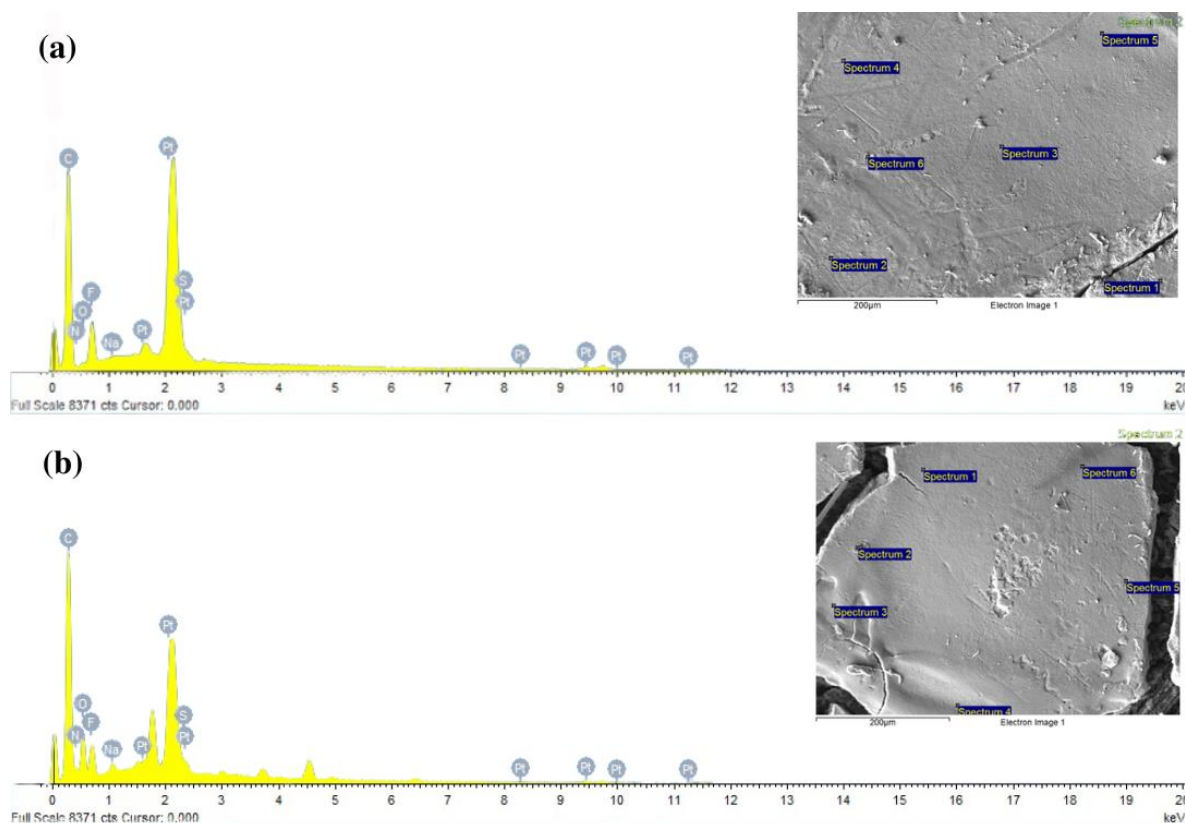 (a)
Spectrum 2
Spectrum 5
Spectrum 4
Spectrum 3
Spectrum 6
Spectrum 2
Spectrum 1
200µm Electron Image 1
Pt
C
S
F Pt
O
N Na Pt Pt Pt Pt Pt
0 1 2 3 4 5 6 7 8 9 10 11 12 13 14 15 16 17 18 19 20
Full Scale 8371 cts Cursor: 0.000 keV
(b)
Spectrum 2
Spectrum 6
Spectrum 1
Spectrum 2
Spectrum 5
Spectrum 3
Spectrum 4
200µm Electron Image 1
C
Pt
O
F S
N Na Pt Pt Pt Pt Pt Pt
0 1 2 3 4 5 6 7 8 9 10 11 12 13 14 15 16 17 18 19 20
Full Scale 8371 cts Cursor: 0.000 keV